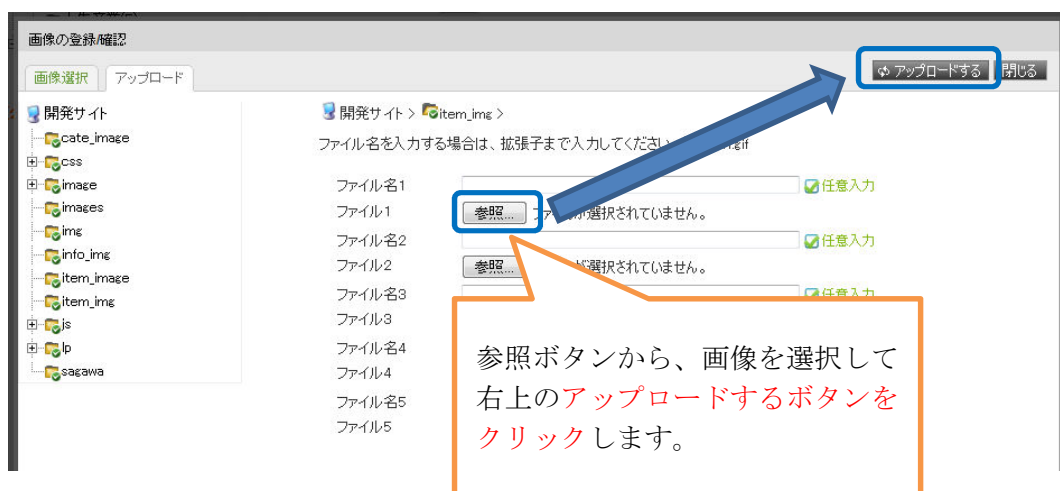 画像の登録/確認
画像選択 アップロード
アップロードする 閉じる
開発サイト
cate_image
css
image
images
img
info_img
item_image
item_img
js
lp
sagawa
開発サイト > item_img >
ファイル名を入力する場合は、拡張子まで入力してください
ファイル名1 任意入力
ファイル1 参照... 選択されていません。
ファイル名2 任意入力
ファイル2 参照... 選択されていません。
ファイル名3 任意入力
ファイル3
ファイル名4
ファイル4
ファイル名5
ファイル5
参照ボタンから、画像を選択して
右上のアップロードするボタンを
クリックします。